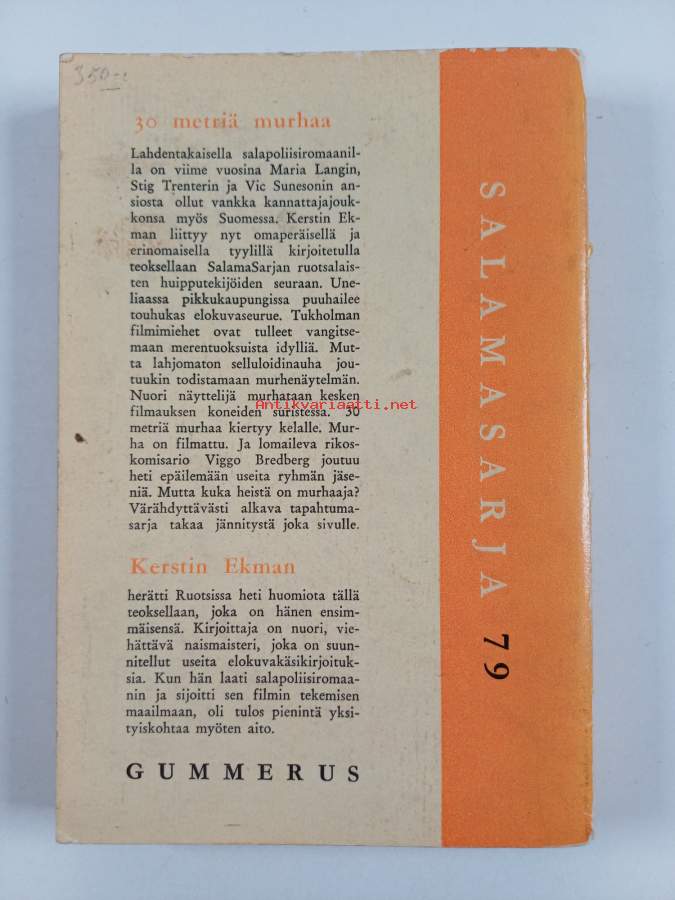 350:-
30 metriä murhaa
Lahdentakaisella salapoliisiromaanil-
la on viime vuosina Maria Langin,
Stig Trenterin ja Vic Sunesonin an-
siosta ollut vankka kannattajajouk-
konsa myös Suomessa. Kerstin Ek-
man liittyy nyt omaperäisellä ja
erinomaisella tyylillä kirjoitetulla
teoksellaan SalamaSarjan ruotsalais-
ten huipputekijöiden seuraan. Une-
liaassa pikkukaupungissa puuhailee
touhukas elokuvaseurue. Tukholman
filmimiehet ovat tulleet vangitse-
maan merentuoksuista idylliä. Mut-
ta lahjomaton selluloidinauha jou-
tuukin todistamaan murhenäytelmän.
Nuori näyttelijä murhataan kesken
filmauksen koneiden suristessa. 30
metriä murhaa kiertyy kelalle. Mur-
ha on filmattu. Ja lomaileva rikos-
komisario Viggo Bredberg joutuu
heti epäilemään useita ryhmän jäse-
niä. Mutta kuka heistä on murhaaja?
Värähdyttävästi alkava tapahtuma-
sarja takaa jännitystä joka sivulle.
Kerstin Ekman
herätti Ruotsissa heti huomiota tällä
teoksellaan, joka on hänen ensim-
mäisensä. Kirjoittaja on nuori, vie-
hättävä naismaisteri, joka on suun-
nitellut useita elokuvakäsikirjoituk-
sia. Kun hän laati salapoliisiromaa-
nin ja sijoitti sen filmin tekemisen
maailmaan, oli tulos pienintä yksi-
tyiskohtaa myöten aito.
GUMMERUS
SALAMASARJA 79
Antikvariaatti.net